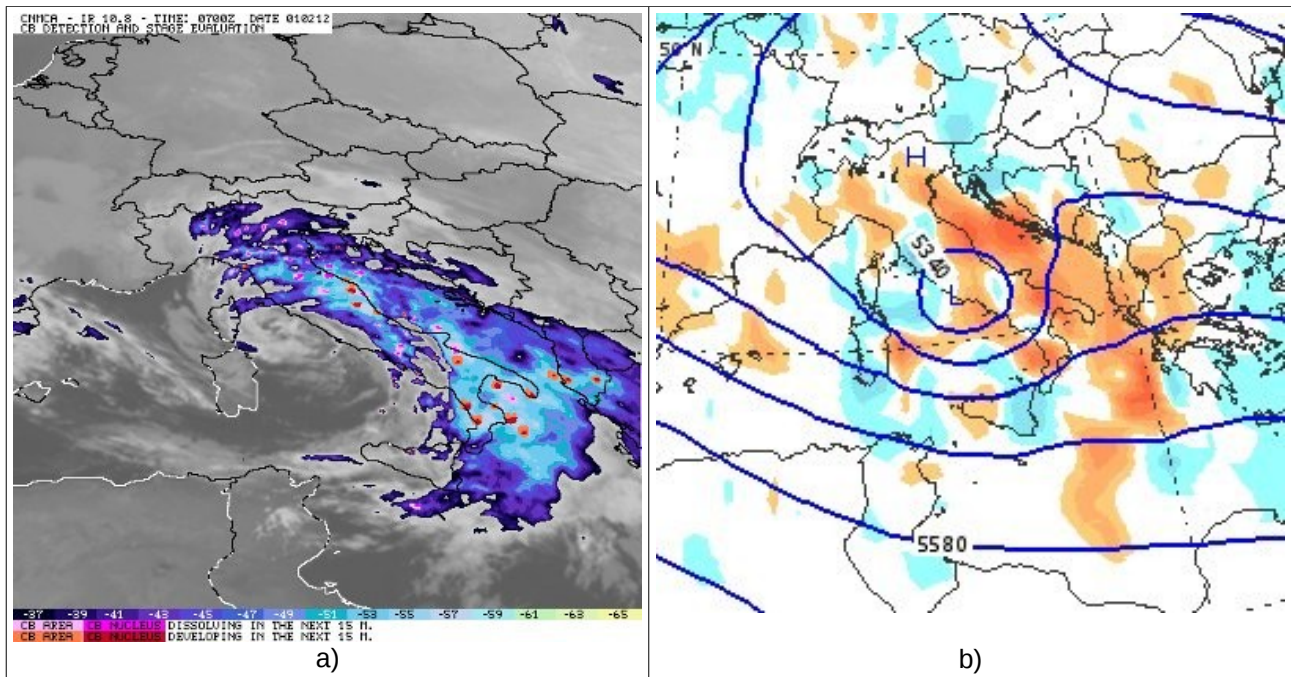 CNMCA - IR 10.8 - TIME: 0700Z DATE 010212
CB DETECTION AND STAGE EVALUATION
-37 -39 -41 -43 -45 -47 -49 -51 -53 -55 -57 -59 -61 -63 -65
CB AREA CB NUCLEUS DISSOLVING IN THE NEXT 15 M.
CB AREA CB NUCLEUS DEVELOPING IN THE NEXT 15 M.
a)
50 N
H
5340
L
5580
b)